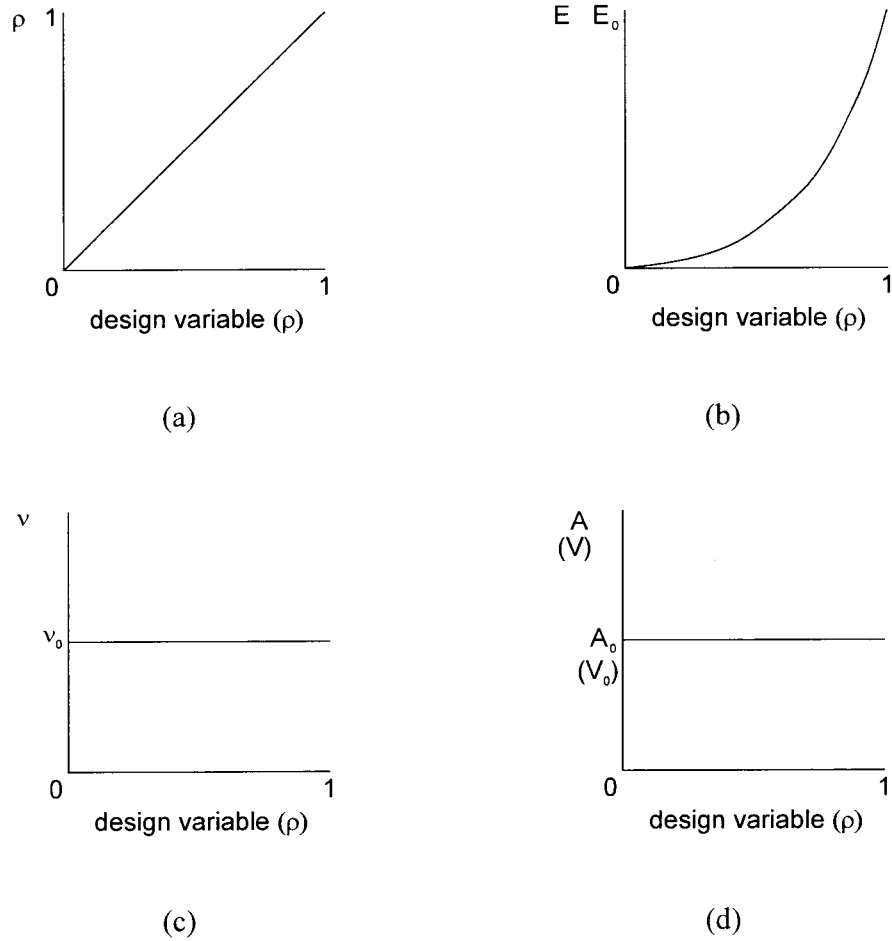 ρ 1
0 1
design variable (ρ)
(a)
E E₀
0 1
design variable (ρ)
(b)
ν
ν₀
0 1
design variable (ρ)
(c)
A
(V)
A₀
(V₀)
0 1
design variable (ρ)
(d)